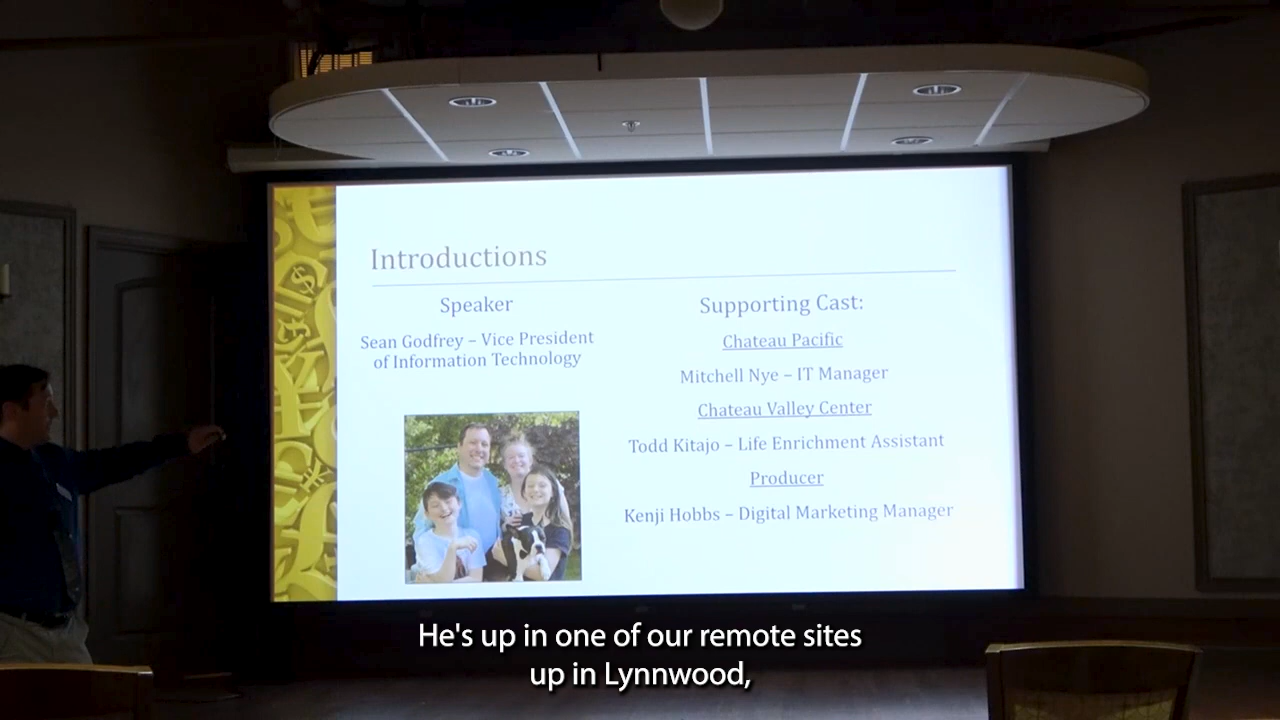 Introductions
Speaker
Sean Godfrey – Vice President
of Information Technology
Supporting Cast:
Chateau Pacific
Mitchell Nye – IT Manager
Chateau Valley Center
Todd Kitajo – Life Enrichment Assistant
Producer
Kenji Hobbs – Digital Marketing Manager
He's up in one of our remote sites
up in Lynnwood,